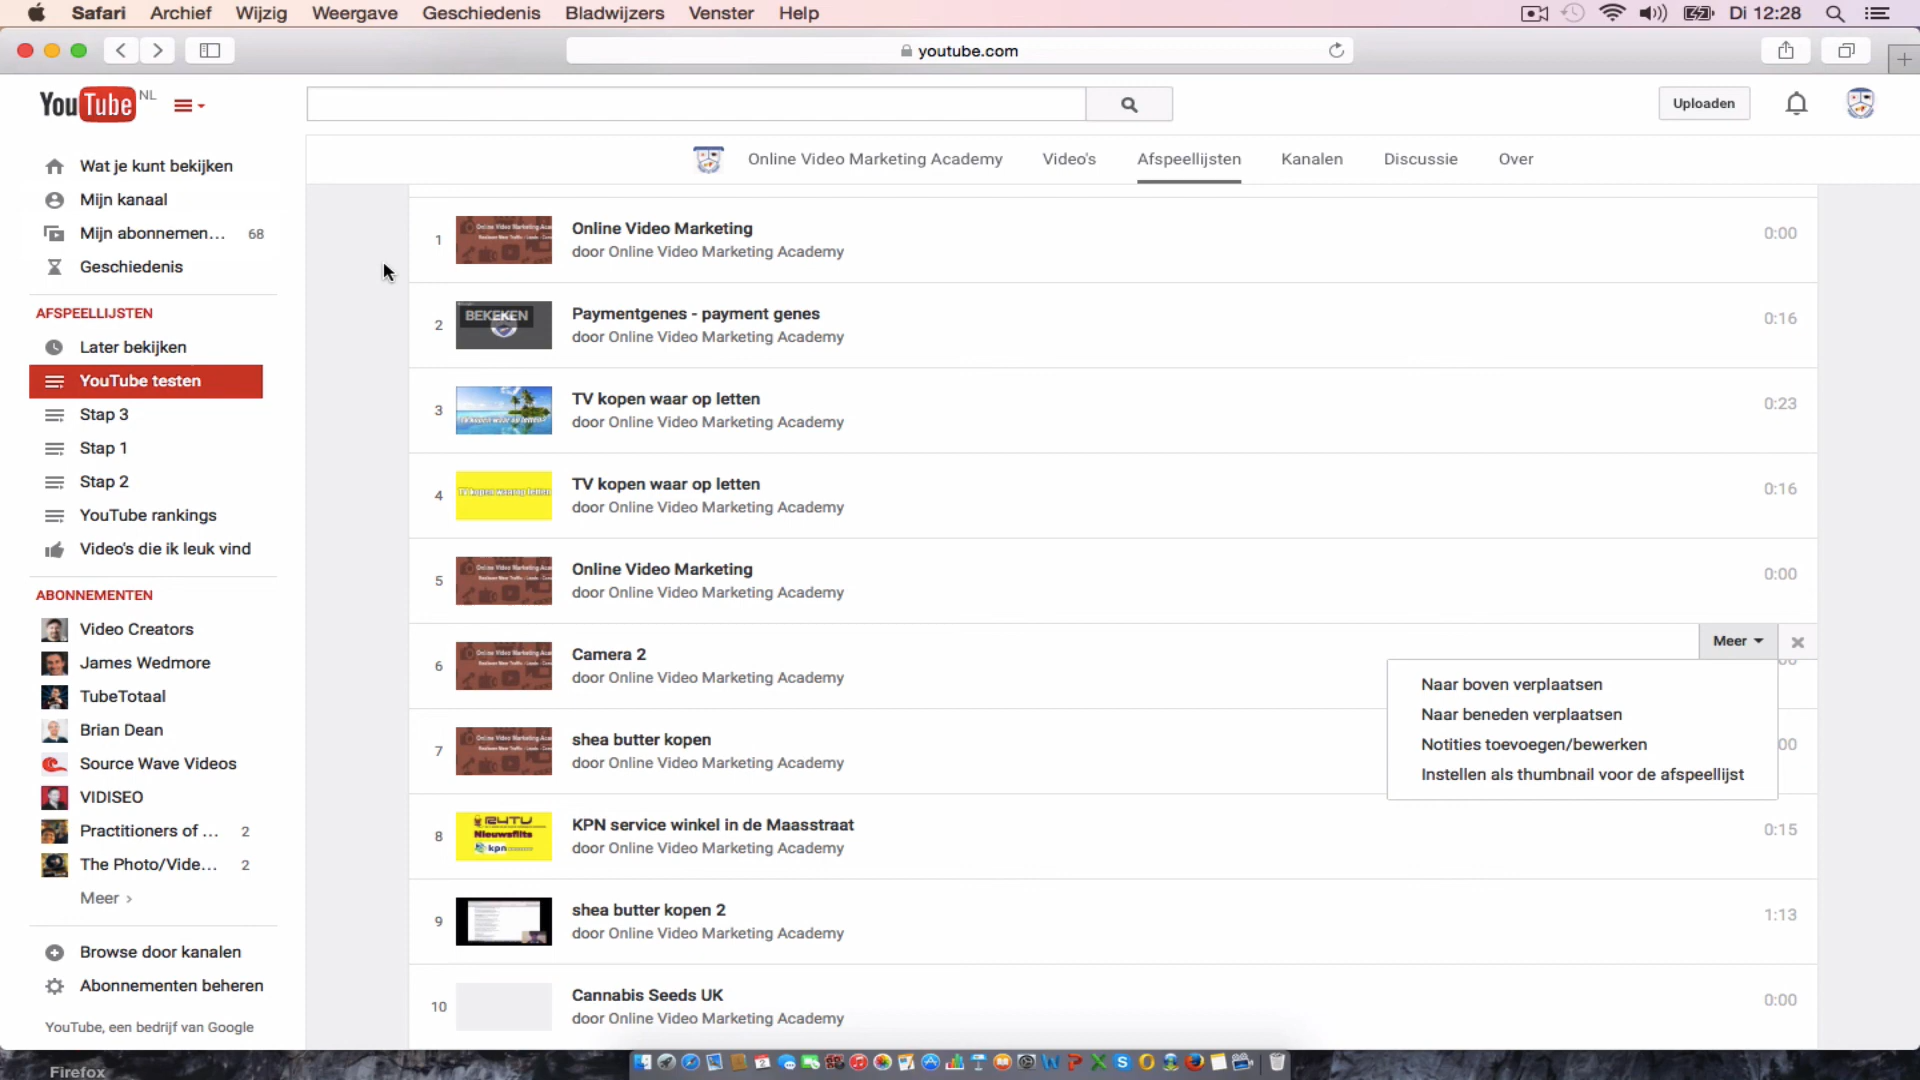 Safari Archief Wijzig Weergave Geschiedenis Bladwijzers Venster Help Di 12:28
youtube.com
YouTube NL
Uploaden
Online Video Marketing Academy Video's Afspeellijsten Kanalen Discussie Over
Wat je kunt bekijken
Mijn kanaal
Mijn abonnemen... 68
Geschiedenis
AFSPEELLIJSTEN
Later bekijken
YouTube testen
Stap 3
Stap 1
Stap 2
YouTube rankings
Video's die ik leuk vind
ABONNEMENTEN
Video Creators
James Wedmore
TubeTotaal
Brian Dean
Source Wave Videos
VIDISEO
Practitioners of ... 2
The Photo/Vide... 2
Meer ›
Browse door kanalen
Abonnementen beheren
YouTube, een bedrijf van Google
1 Online Video Marketing 0:00
door Online Video Marketing Academy
BEKEKEN
2 Paymentgenes - payment genes 0:16
door Online Video Marketing Academy
3 TV kopen waar op letten 0:23
door Online Video Marketing Academy
4 TV kopen waar op letten 0:16
door Online Video Marketing Academy
5 Online Video Marketing 0:00
door Online Video Marketing Academy
6 Camera 2
door Online Video Marketing Academy
Meer
Naar boven verplaatsen
Naar beneden verplaatsen
Notities toevoegen/bewerken
Instellen als thumbnail voor de afspeellijst
7 shea butter kopen 00
door Online Video Marketing Academy
Nieuwsflits
kpn
8 KPN service winkel in de Maasstraat 0:15
door Online Video Marketing Academy
9 shea butter kopen 2 1:13
door Online Video Marketing Academy
10 Cannabis Seeds UK 0:00
door Online Video Marketing Academy
Firefox